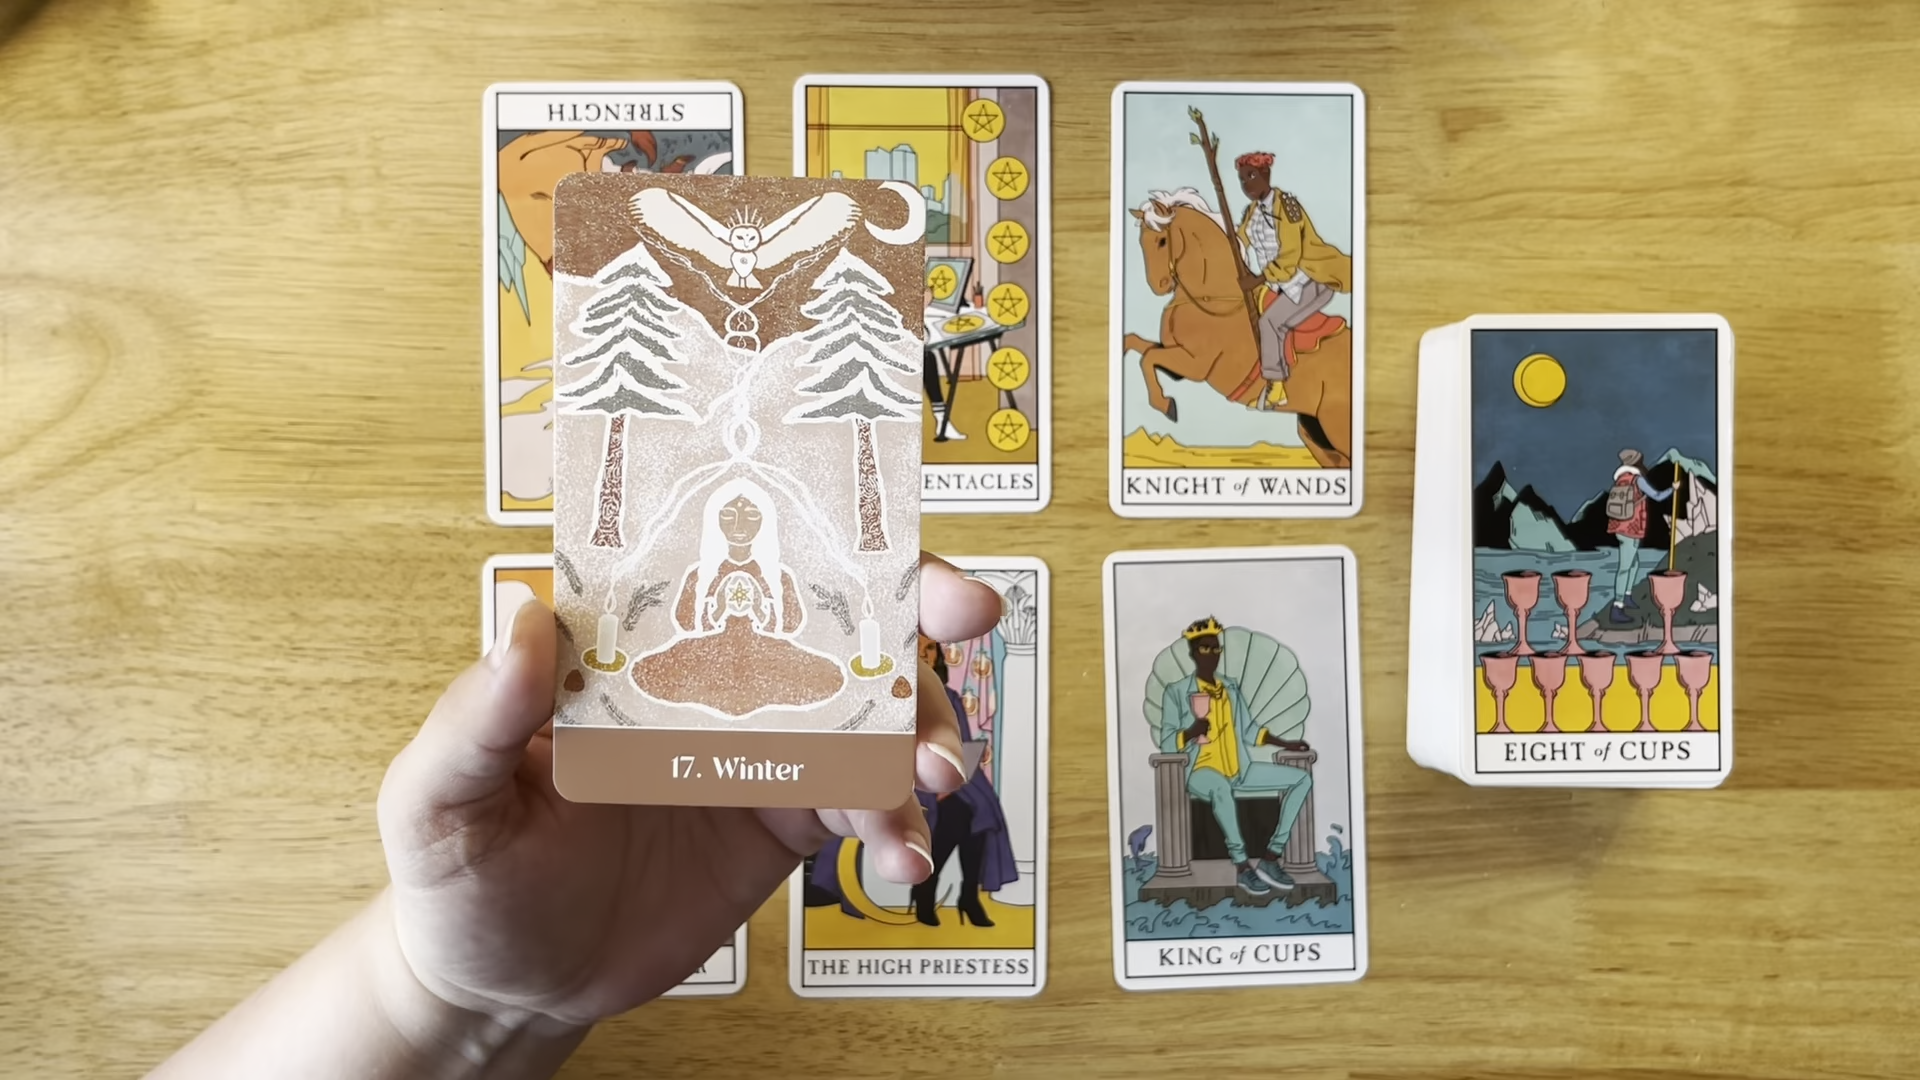 STRENGTH
ENTACLES
KNIGHT of WANDS
17. Winter
EIGHT of CUPS
THE HIGH PRIESTESS
KING of CUPS